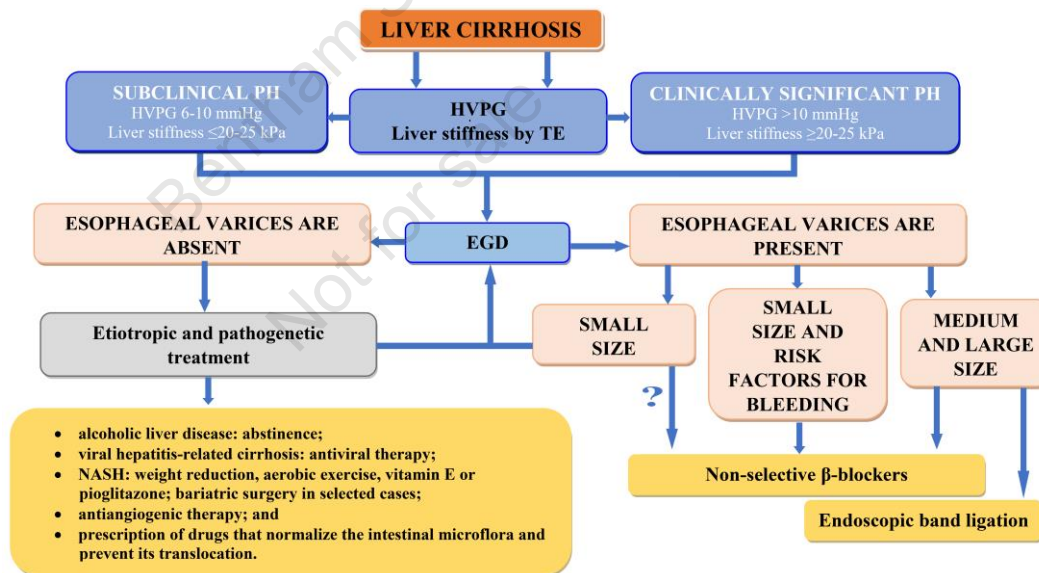 LIVER CIRRHOSIS
SUBCLINICAL PH
HVPG 6-10 mmHg
Liver stiffness ≤20-25 kPa
HVPG
Liver stiffness by TE
CLINICALLY SIGNIFICANT PH
HVPG >10 mmHg
Liver stiffness ≥20-25 kPa
ESOPHAGEAL VARICES ARE
ABSENT
EGD
ESOPHAGEAL VARICES ARE
PRESENT
Etiotropic and pathogenetic
treatment
SMALL
SIZE
SMALL
SIZE AND
RISK
FACTORS FOR
BLEEDING
MEDIUM
AND LARGE
SIZE
?
• alcoholic liver disease: abstinence;
• viral hepatitis-related cirrhosis: antiviral therapy;
• NASH: weight reduction, aerobic exercise, vitamin E or
pioglitazone; bariatric surgery in selected cases;
• antiangiogenic therapy; and
• prescription of drugs that normalize the intestinal microflora and
prevent its translocation.
Non-selective β-blockers
Endoscopic band ligation
Bentham
Not for sale